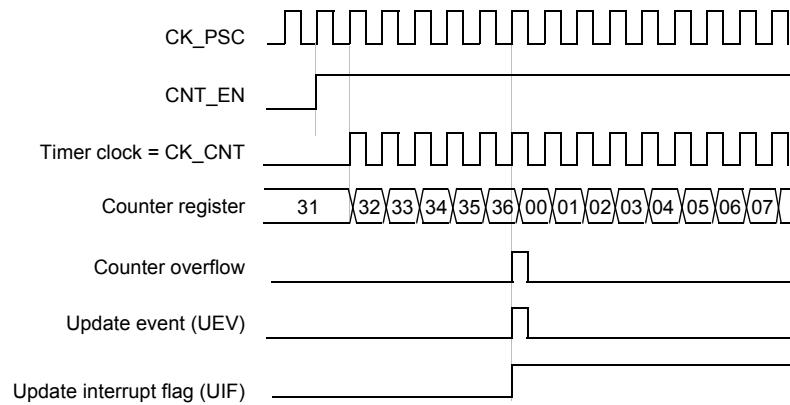 CK_PSC
CNT_EN
Timer clock = CK_CNT
Counter register 31 32 33 34 35 36 00 01 02 03 04 05 06 07
Counter overflow
Update event (UEV)
Update interrupt flag (UIF)